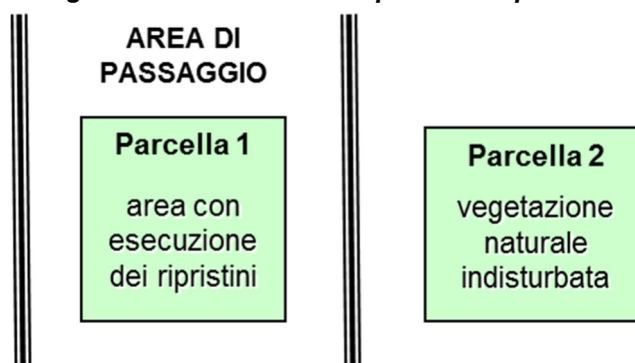 AREA DI
PASSAGGIO
Parcella 1
area con
esecuzione
dei ripristini
Parcella 2
vegetazione
naturale
indisturbata